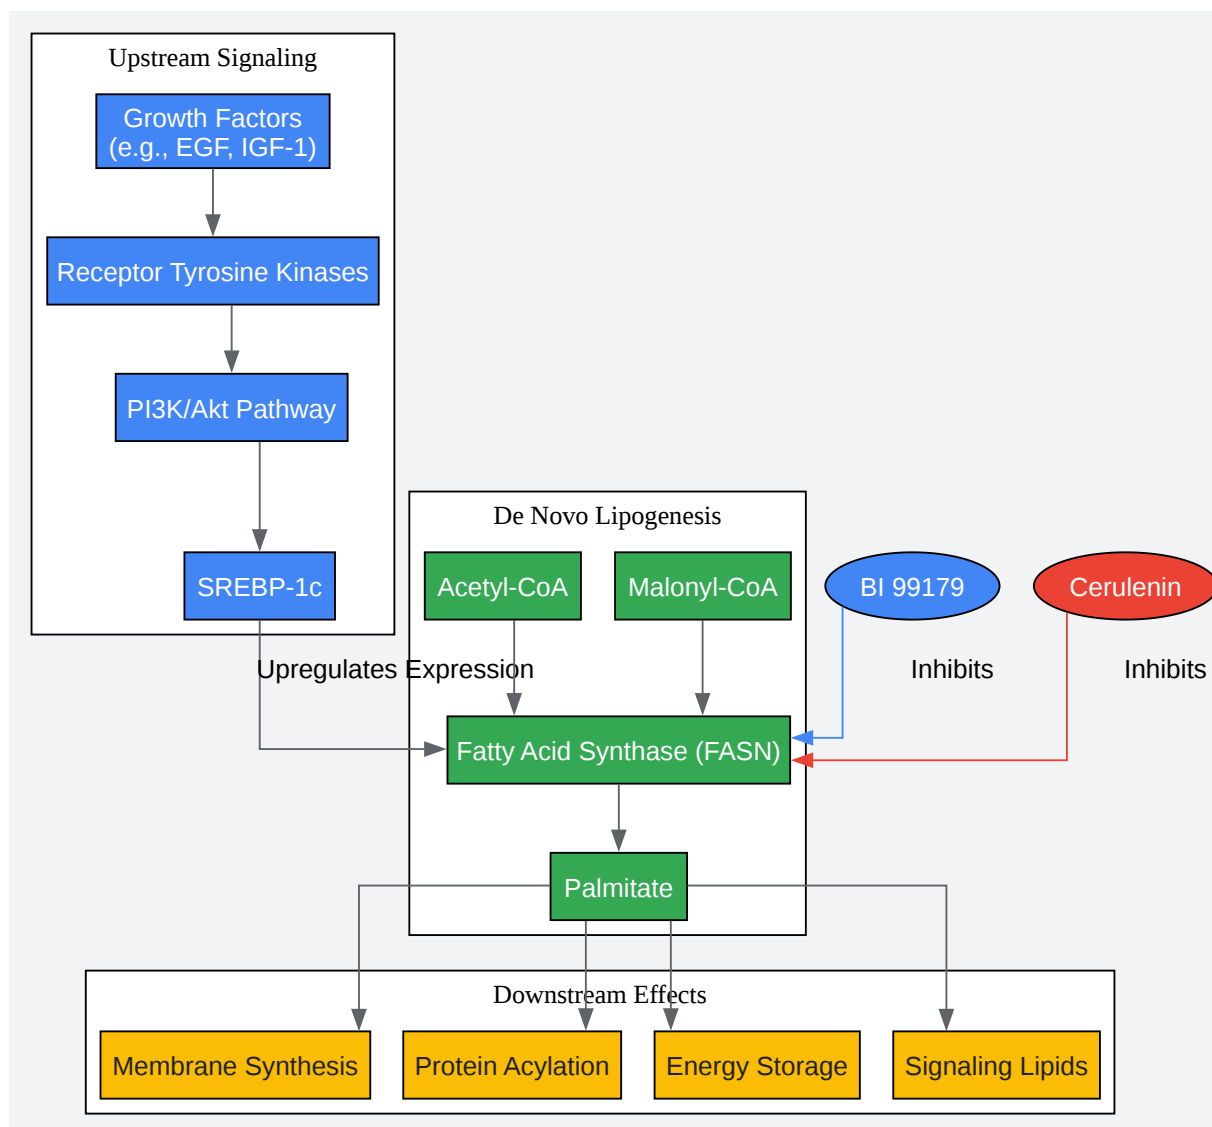 Upstream Signaling
Growth Factors
(e.g., EGF, IGF-1)
Receptor Tyrosine Kinases
PI3K/Akt Pathway
SREBP-1c
De Novo Lipogenesis
Acetyl-CoA
Malonyl-CoA
BI 99179
Cerulenin
Upregulates Expression
Inhibits
Inhibits
Fatty Acid Synthase (FASN)
Palmitate
Downstream Effects
Membrane Synthesis
Protein Acylation
Energy Storage
Signaling Lipids